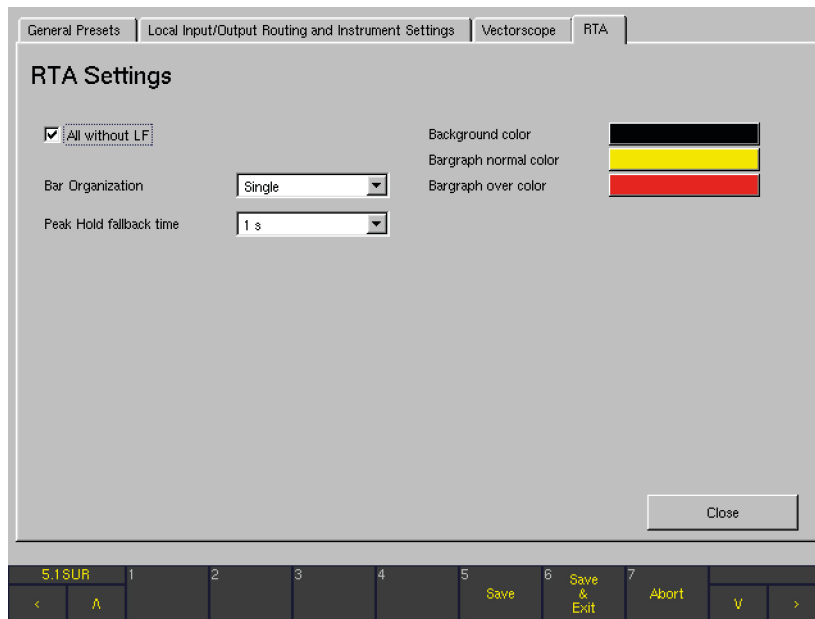 General Presets
Local Input/Output Routing and Instrument Settings
Vectorscope
RTA
RTA Settings
All without LF
Background color
Bargraph normal color
Bar Organization
Single
Bargraph over color
Peak Hold fallback time
1 s
Close
5.1SUR
1
2
3
4
5
Save
6
Save
&
Exit
7
Abort
<
Λ
V
>